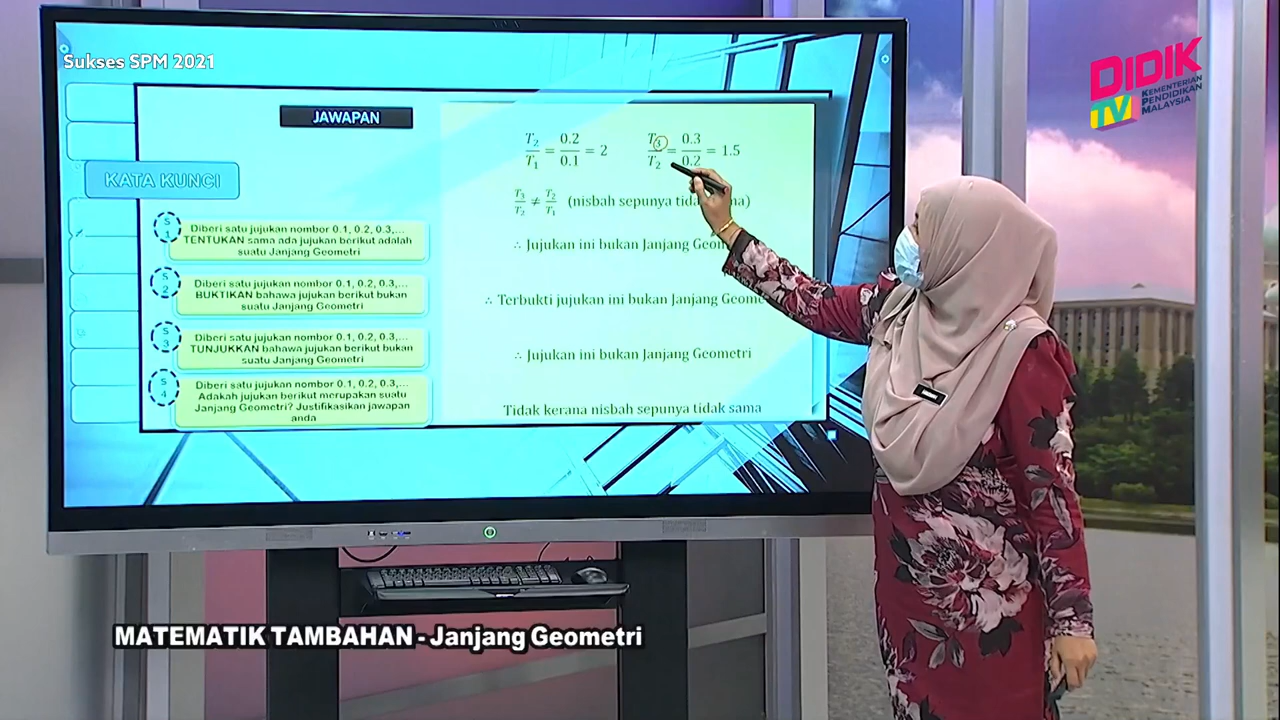 Sukses SPM 2021
DIDIK
TV
KEMENTERIAN
PENDIDIKAN
MALAYSIA
JAWAPAN
KATA KUNCI
S
1
Diberi satu jujukan nombor 0.1, 0.2, 0.3,...
TENTUKAN sama ada jujukan berikut adalah
suatu Janjang Geometri
S
2
Diberi satu jujukan nombor 0.1, 0.2, 0.3,...
BUKTIKAN bahawa jujukan berikut bukan
suatu Janjang Geometri
S
3
Diberi satu jujukan nombor 0.1, 0.2, 0.3,...
TUNJUKKAN bahawa jujukan berikut bukan
suatu Janjang Geometri
S
4
Diberi satu jujukan nombor 0.1, 0.2, 0.3,...
Adakah jujukan berikut merupakan suatu
Janjang Geometri? Justifikasikan jawapan
anda
T₂/T₁ = 0.2/0.1 = 2
/T₂ = 0.3/0.2 = 1.5
T₃/T₂ ≠ T₂/T₁ (nisbah sepunya
∴ Jujukan ini bukan Janjang
∴ Terbukti jujukan ini bukan Janjang
∴ Jujukan ini bukan Janjang Geometri
Tidak kerana nisbah sepunya tidak sama
MATEMATIK TAMBAHAN - Janjang Geometri